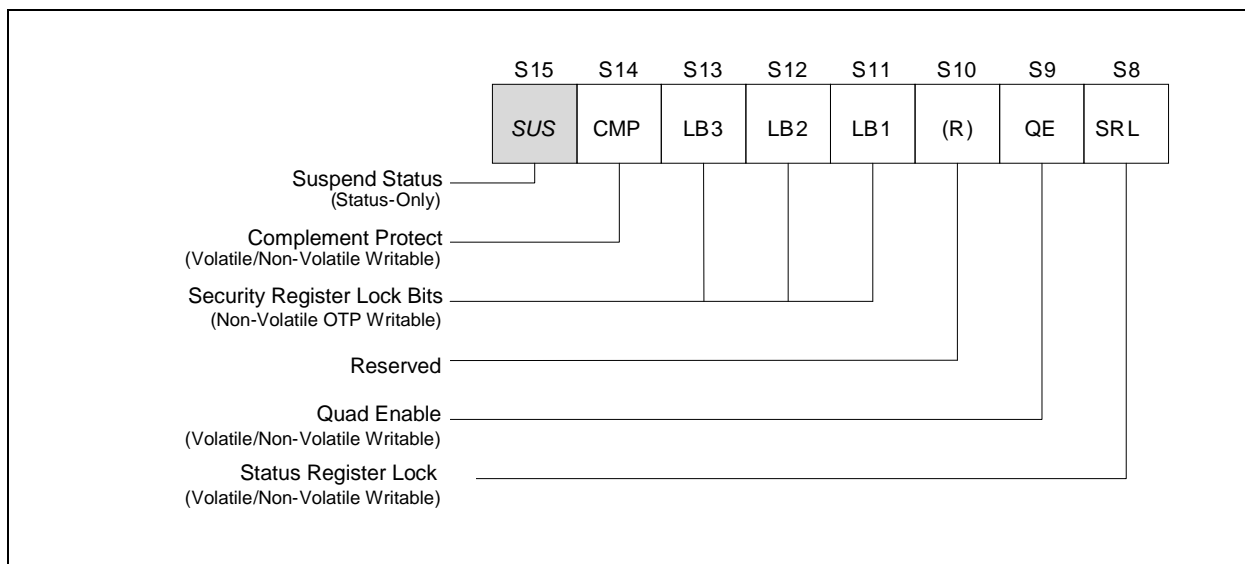 S15 S14 S13 S12 S11 S10 S9 S8
SUS CMP LB3 LB2 LB1 (R) QE SRL
Suspend Status
(Status-Only)
Complement Protect
(Volatile/Non-Volatile Writable)
Security Register Lock Bits
(Non-Volatile OTP Writable)
Reserved
Quad Enable
(Volatile/Non-Volatile Writable)
Status Register Lock
(Volatile/Non-Volatile Writable)